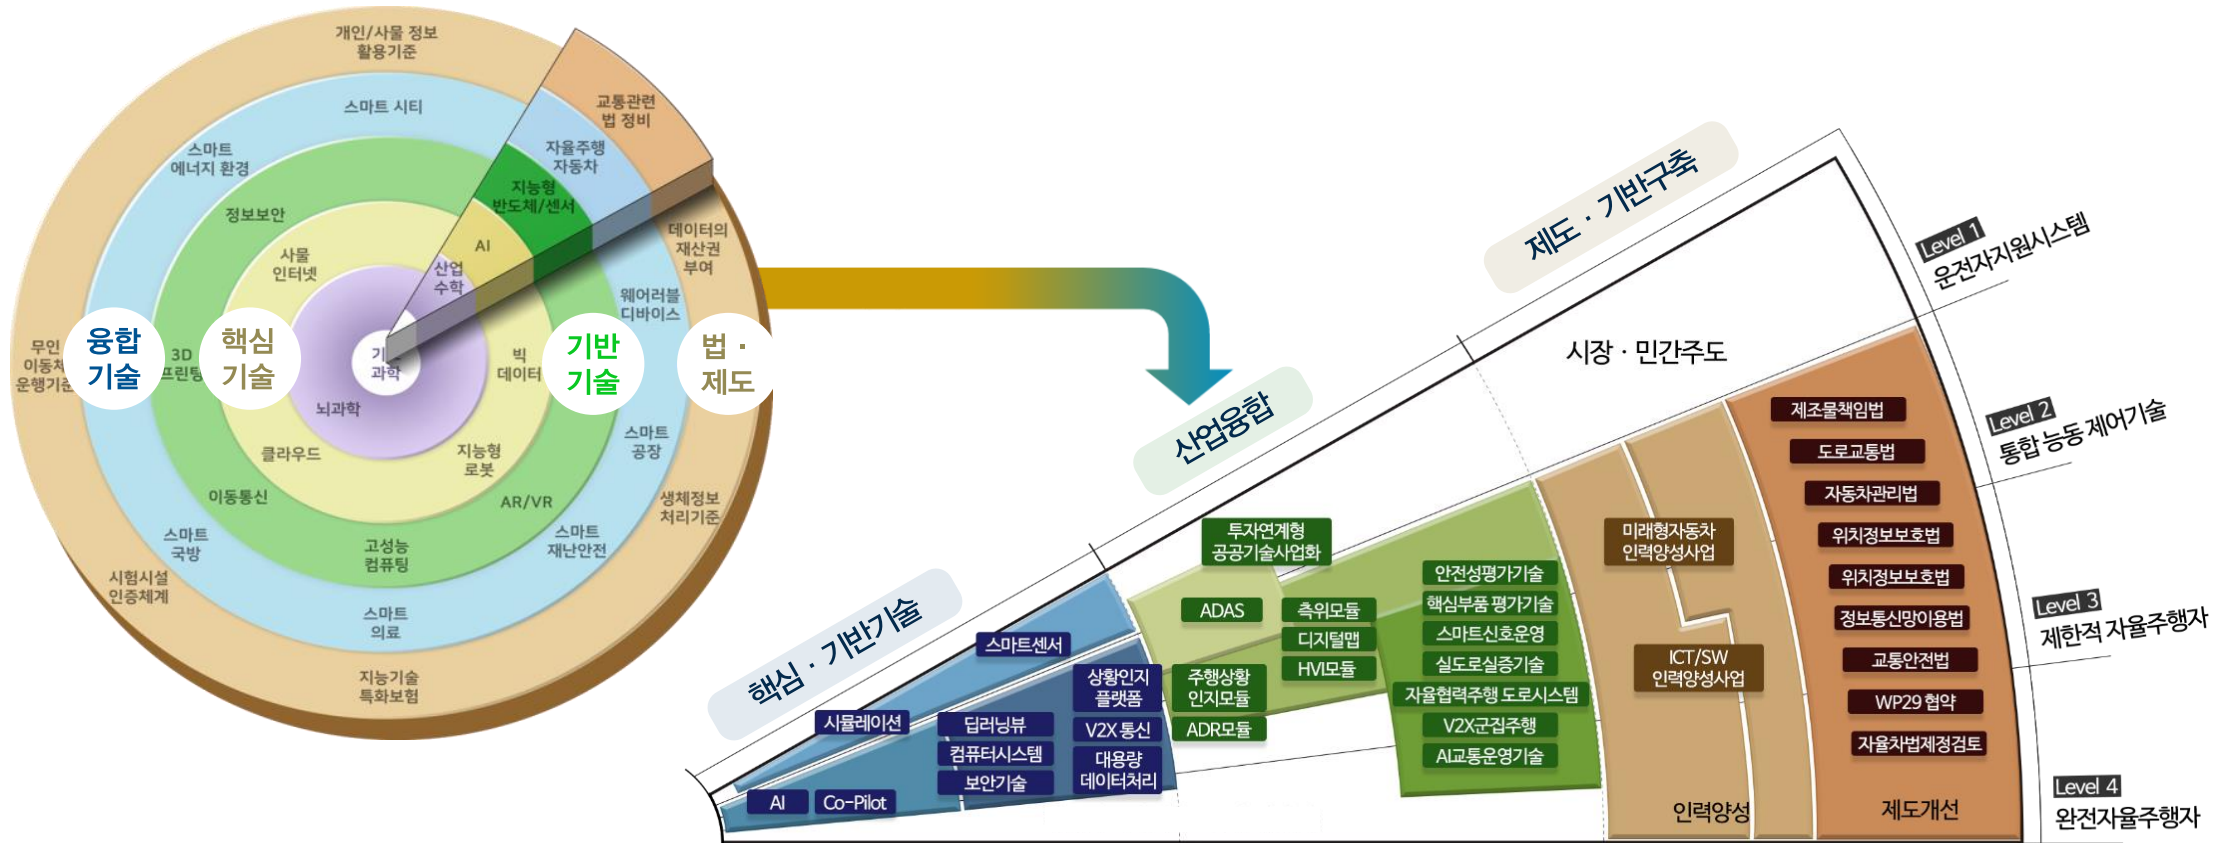 개인/사물 정보
활용기준
스마트 시티
스마트
에너지 환경
정보보안
사물
인터넷
교통관련
법 정비
자율주행
자동차
지능형
반도체/센서
AI
산업
수학
데이터의
재산권
부여
웨어러블
디바이스
무인
이동체
운행기준
융합
기술
3D
프린팅
핵심
기술
과학
빅
데이터
기반
기술
법 ·
제도
뇌과학
클라우드
지능형
로봇
스마트
공장
이동통신
AR/VR
생체정보
처리기준
스마트
국방
고성능
컴퓨팅
스마트
재난안전
시험시설
인증체계
스마트
의료
지능기술
특화보험
핵심 · 기반기술
산업융합
제도 · 기반구축
시장 · 민간주도
Level 1
운전자지원시스템
Level 2
통합 능동 제어기술
Level 3
제한적 자율주행자
Level 4
완전자율주행자
스마트센서
시뮬레이션
AI
Co-Pilot
딥러닝뷰
컴퓨터시스템
보안기술
상황인지
플랫폼
V2X 통신
대용량
데이터처리
투자연계형
공공기술사업화
ADAS
측위모듈
디지털맵
HVI모듈
주행상황
인지모듈
ADR모듈
안전성평가기술
핵심부품 평가기술
스마트신호운영
실도로실증기술
자율협력주행 도로시스템
V2X군집주행
AI교통운영기술
미래형자동차
인력양성사업
ICT/SW
인력양성사업
인력양성
제조물책임법
도로교통법
자동차관리법
위치정보보호법
위치정보보호법
정보통신망이용법
교통안전법
WP29 협약
자율차법제정검토
제도개선